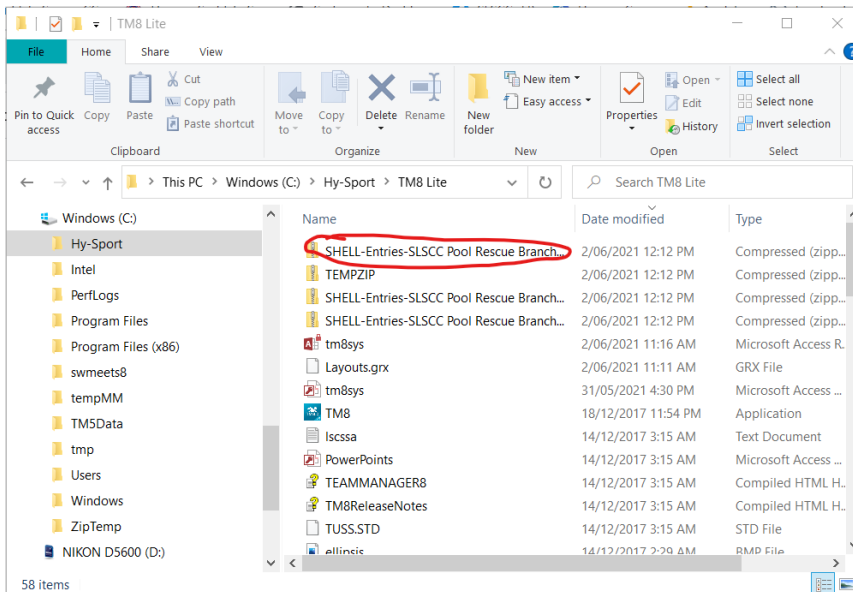 TM8 Lite
File Home Share View
Pin to Quick access
Copy
Paste
Cut
Copy path
Paste shortcut
Clipboard
Move to
Copy to
Delete
Rename
Organize
New folder
New item
Easy access
New
Properties
Open
Edit
History
Open
Select all
Select none
Invert selection
Select
This PC > Windows (C:) > Hy-Sport > TM8 Lite
Search TM8 Lite
Windows (C:)
Hy-Sport
Intel
PerfLogs
Program Files
Program Files (x86)
swmeets8
tempMM
TM5Data
tmp
Users
Windows
ZipTemp
NIKON D5600 (D:)
Name Date modified Type
SHELL-Entries-SLSCC Pool Rescue Branch... 2/06/2021 12:12 PM Compressed (zipp...
TEMPZIP 2/06/2021 12:12 PM Compressed (zipp...
SHELL-Entries-SLSCC Pool Rescue Branch... 2/06/2021 12:12 PM Compressed (zipp...
SHELL-Entries-SLSCC Pool Rescue Branch... 2/06/2021 12:12 PM Compressed (zipp...
tm8sys 2/06/2021 11:16 AM Microsoft Access R.
Layouts.grx 2/06/2021 11:11 AM GRX File
tm8sys 31/05/2021 4:30 PM Microsoft Access ...
TM8 18/12/2017 11:54 PM Application
lscssa 14/12/2017 3:15 AM Text Document
PowerPoints 14/12/2017 3:15 AM Microsoft Access ...
TEAMMANAGER8 14/12/2017 3:15 AM Compiled HTML H..
TM8ReleaseNotes 14/12/2017 3:15 AM Compiled HTML H..
TUSS.STD 14/12/2017 3:15 AM STD File
ellipsis 14/12/2017 2:29 AM BMP File
58 items